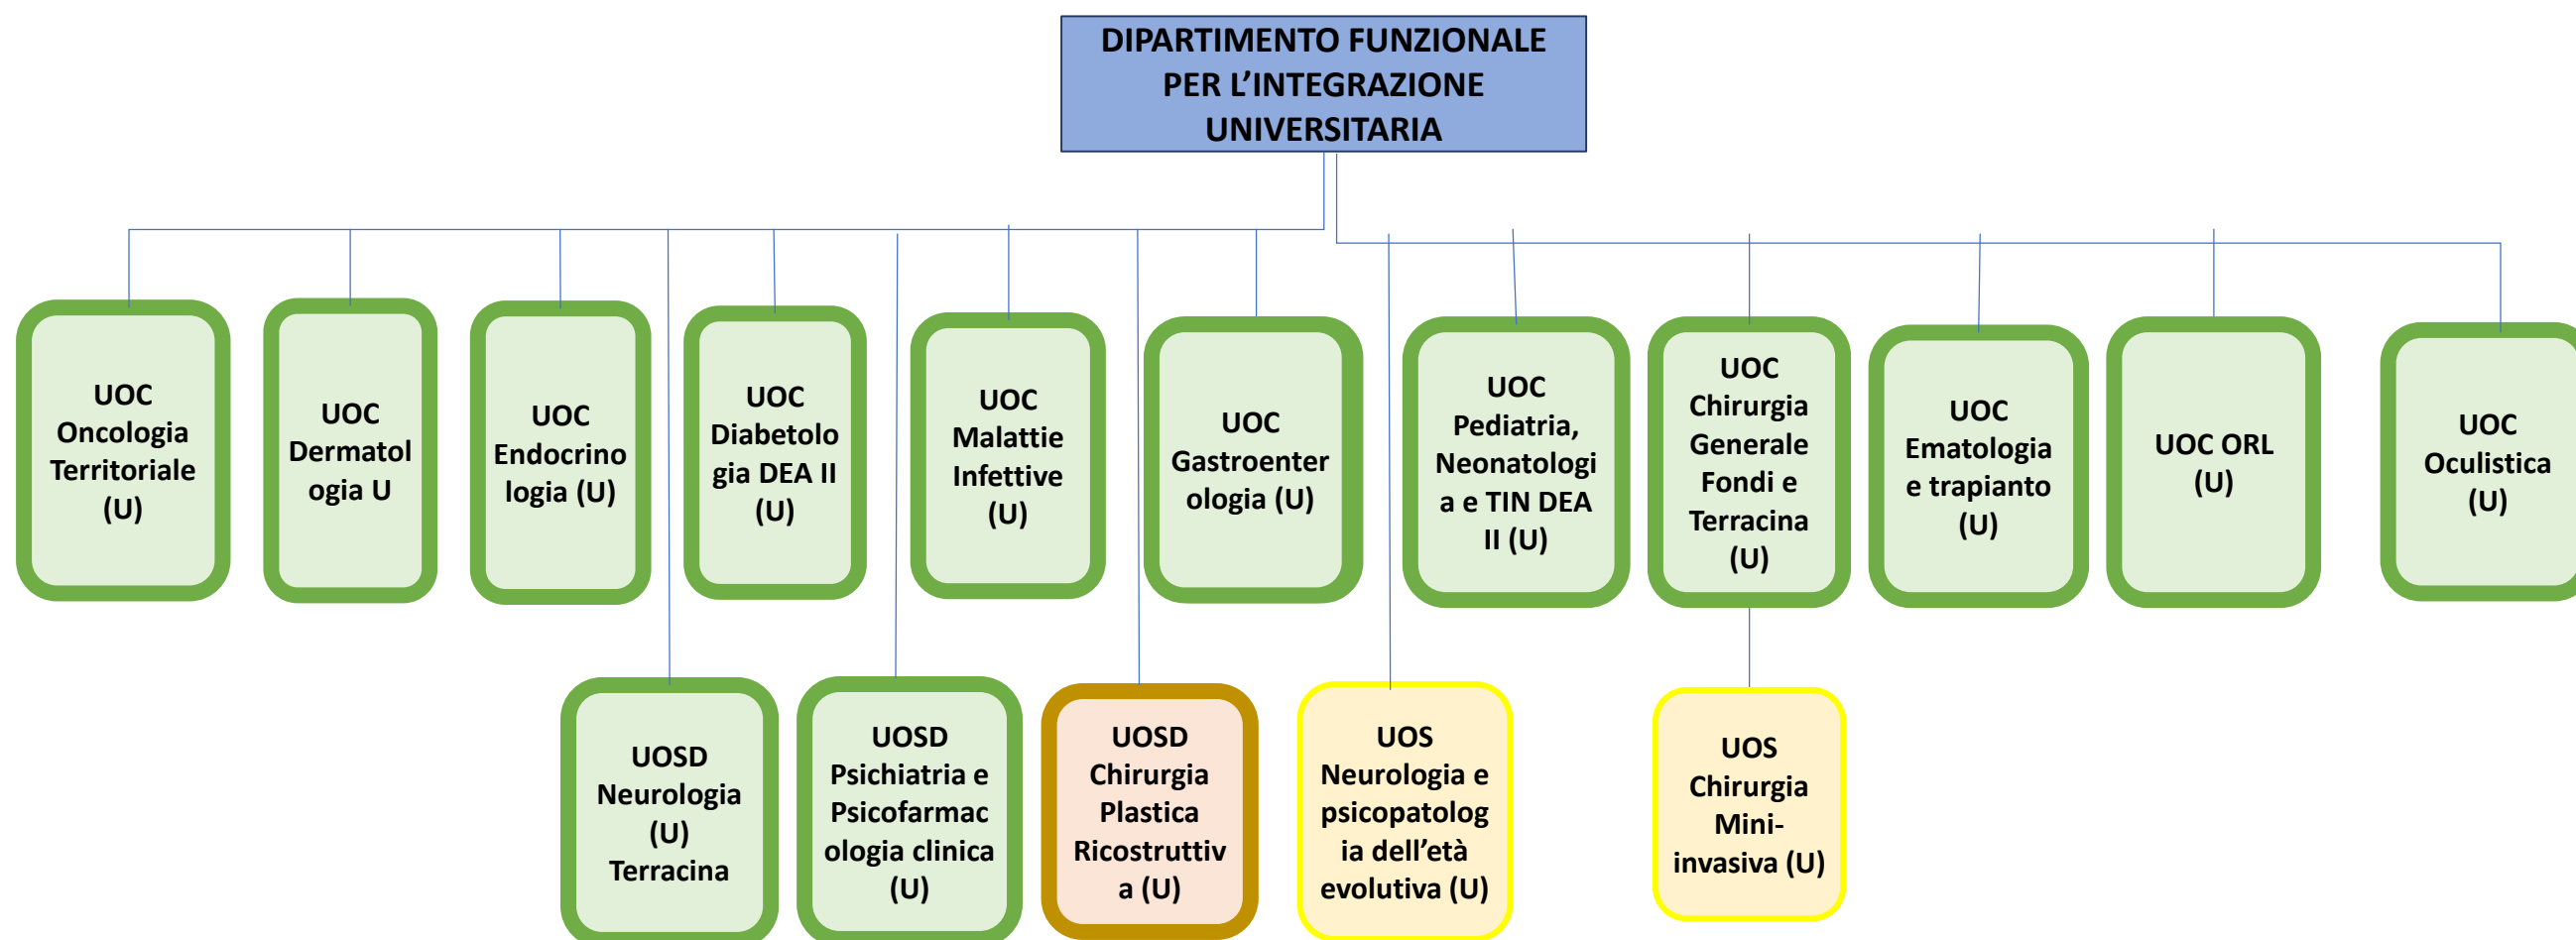 DIPARTIMENTO FUNZIONALE
PER L’INTEGRAZIONE
UNIVERSITARIA
UOC
Oncologia
Territoriale
(U)
UOC
Dermatol
ogia U
UOC
Endocrino
logia (U)
UOC
Diabetolo
gia DEA II
(U)
UOC
Malattie
Infettive
(U)
UOC
Gastroenter
ologia (U)
UOC
Pediatria,
Neonatologi
a e TIN DEA
II (U)
UOC
Chirurgia
Generale
Fondi e
Terracina
(U)
UOC
Ematologia
e trapianto
(U)
UOC ORL
(U)
UOC
Oculistica
(U)
UOSD
Neurologia
(U)
Terracina
UOSD
Psichiatria e
Psicofarmac
ologia clinica
(U)
UOSD
Chirurgia
Plastica
Ricostruttiv
a (U)
UOS
Neurologia e
psicopatolog
ia dell’età
evolutiva (U)
UOS
Chirurgia
Mini-
invasiva (U)